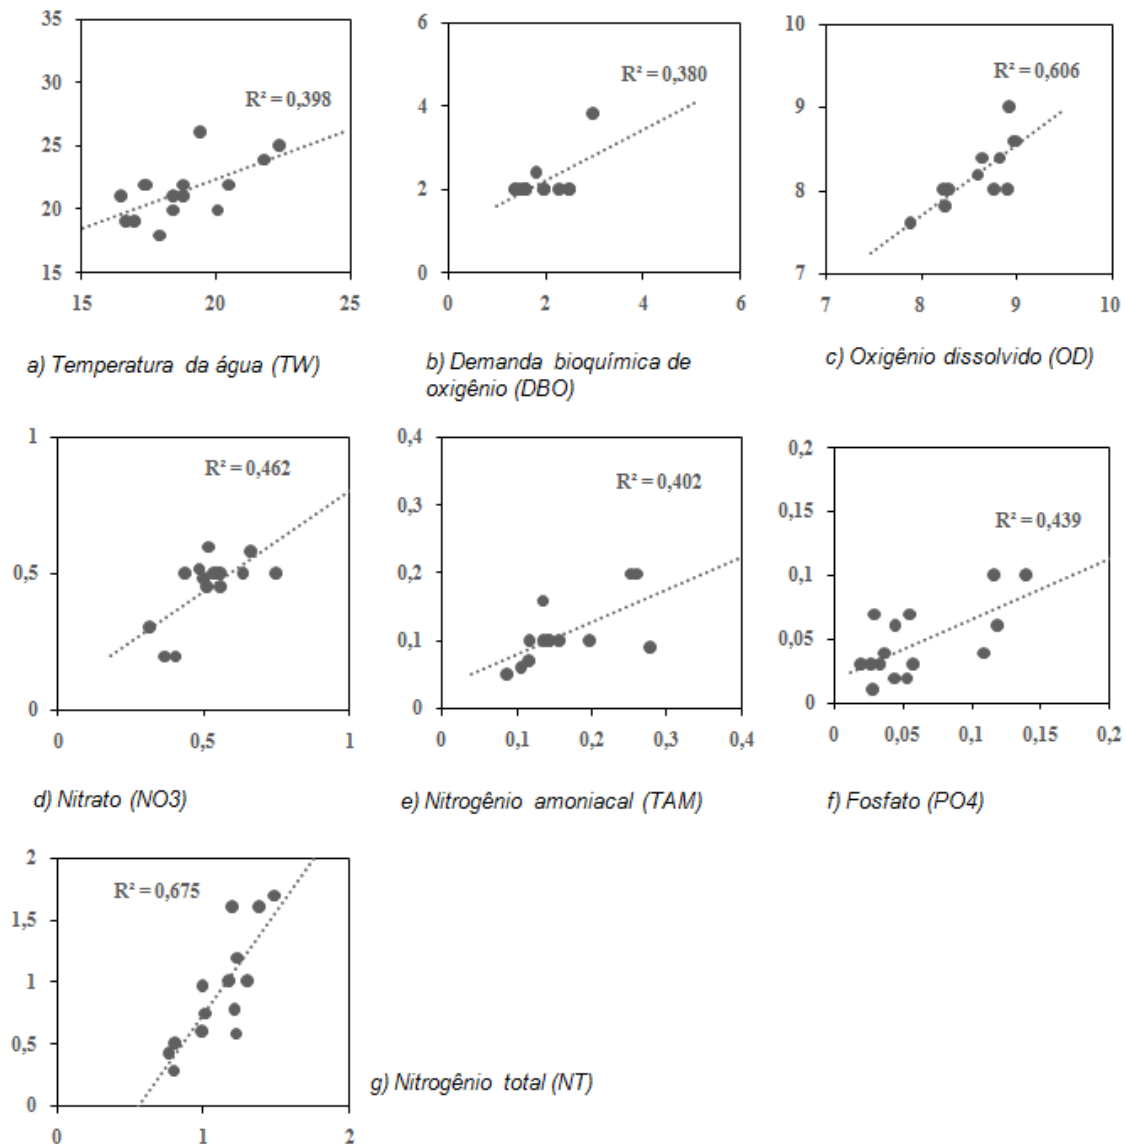 35
30
25
20
15
15 20 25
R² = 0,398
a) Temperatura da água (TW)
6
4
2
0
0 2 4 6
R² = 0,380
b) Demanda bioquímica de
oxigênio (DBO)
10
9
8
7
7 8 9 10
R² = 0,606
c) Oxigênio dissolvido (OD)
1
0,5
0
0 0,5 1
R² = 0,462
d) Nitrato (NO3)
0,4
0,3
0,2
0,1
0
0 0,1 0,2 0,3 0,4
R² = 0,402
e) Nitrogênio amoniacal (TAM)
0,2
0,15
0,1
0,05
0
0 0,05 0,1 0,15 0,2
R² = 0,439
f) Fosfato (PO4)
2
1,5
1
0,5
0
0 1 2
R² = 0,675
g) Nitrogênio total (NT)